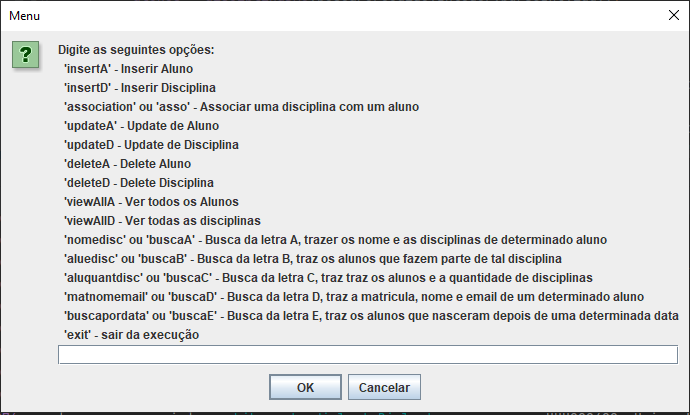 Menu
Digite as seguintes opções:
'insertA' - Inserir Aluno
'insertD' - Inserir Disciplina
'association' ou 'asso' - Associar uma disciplina com um aluno
'updateA' - Update de Aluno
'updateD - Update de Disciplina
'deleteA - Delete Aluno
'deleteD - Delete Disciplina
'viewAllA - Ver todos os Alunos
'viewAllD - Ver todas as disciplinas
'nomedisc' ou 'buscaA' - Busca da letra A, trazer os nome e as disciplinas de determinado aluno
'aluedisc' ou 'buscaB' - Busca da letra B, traz os alunos que fazem parte de tal disciplina
'aluquantdisc' ou 'buscaC' - Busca da letra C, traz traz os alunos e a quantidade de disciplinas
'matnomemail' ou 'buscaD' - Busca da letra D, traz a matricula, nome e email de um determinado aluno
'buscapordata' ou 'buscaE' - Busca da letra E, traz os alunos que nasceram depois de uma determinada data
'exit' - sair da execução
OK
Cancelar